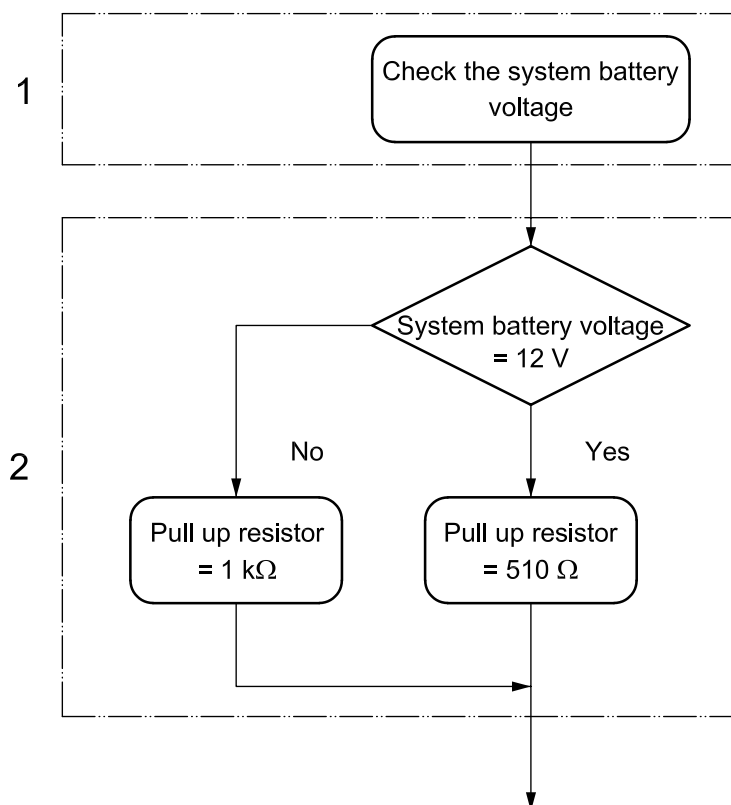 1
Check the system battery
voltage
2
System battery voltage
= 12 V
No
Yes
Pull up resistor
= 1 kΩ
Pull up resistor
= 510 Ω